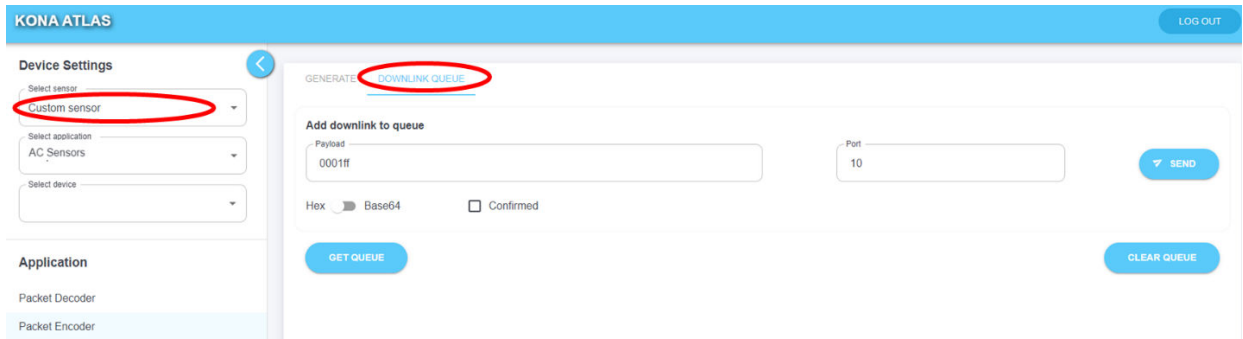 KONA ATLAS
LOG OUT
Device Settings
Select sensor
Custom sensor
Select application
AC Sensors
Select device
Application
Packet Decoder
Packet Encoder
GENERATE
DOWNLINK QUEUE
Add downlink to queue
Payload
0001ff
Port
10
SEND
Hex
Base64
Confirmed
GET QUEUE
CLEAR QUEUE